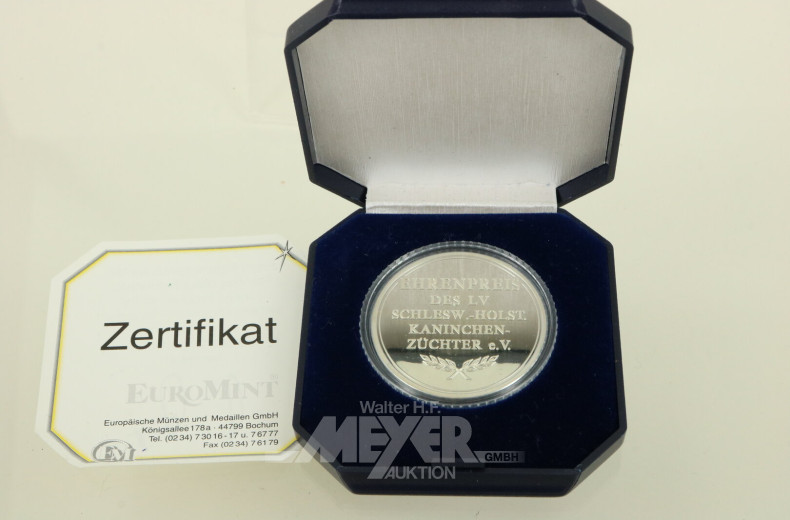 EHRENPREIS
DES LV
SCHLESW.-HOLST.
KANINCHEN-
ZÜCHTER e.V.
Zertifikat
EUROMINT
Europäische Münzen und Medaillen GmbH
Königsallee 178a · 44799 Bochum
Tel. (02 34) 7 30 16 - 17 u. 7 67 77
Fax (02 34) 7 61 79
EM
Walter H.F.
MEYER
GMBH
AUKTION